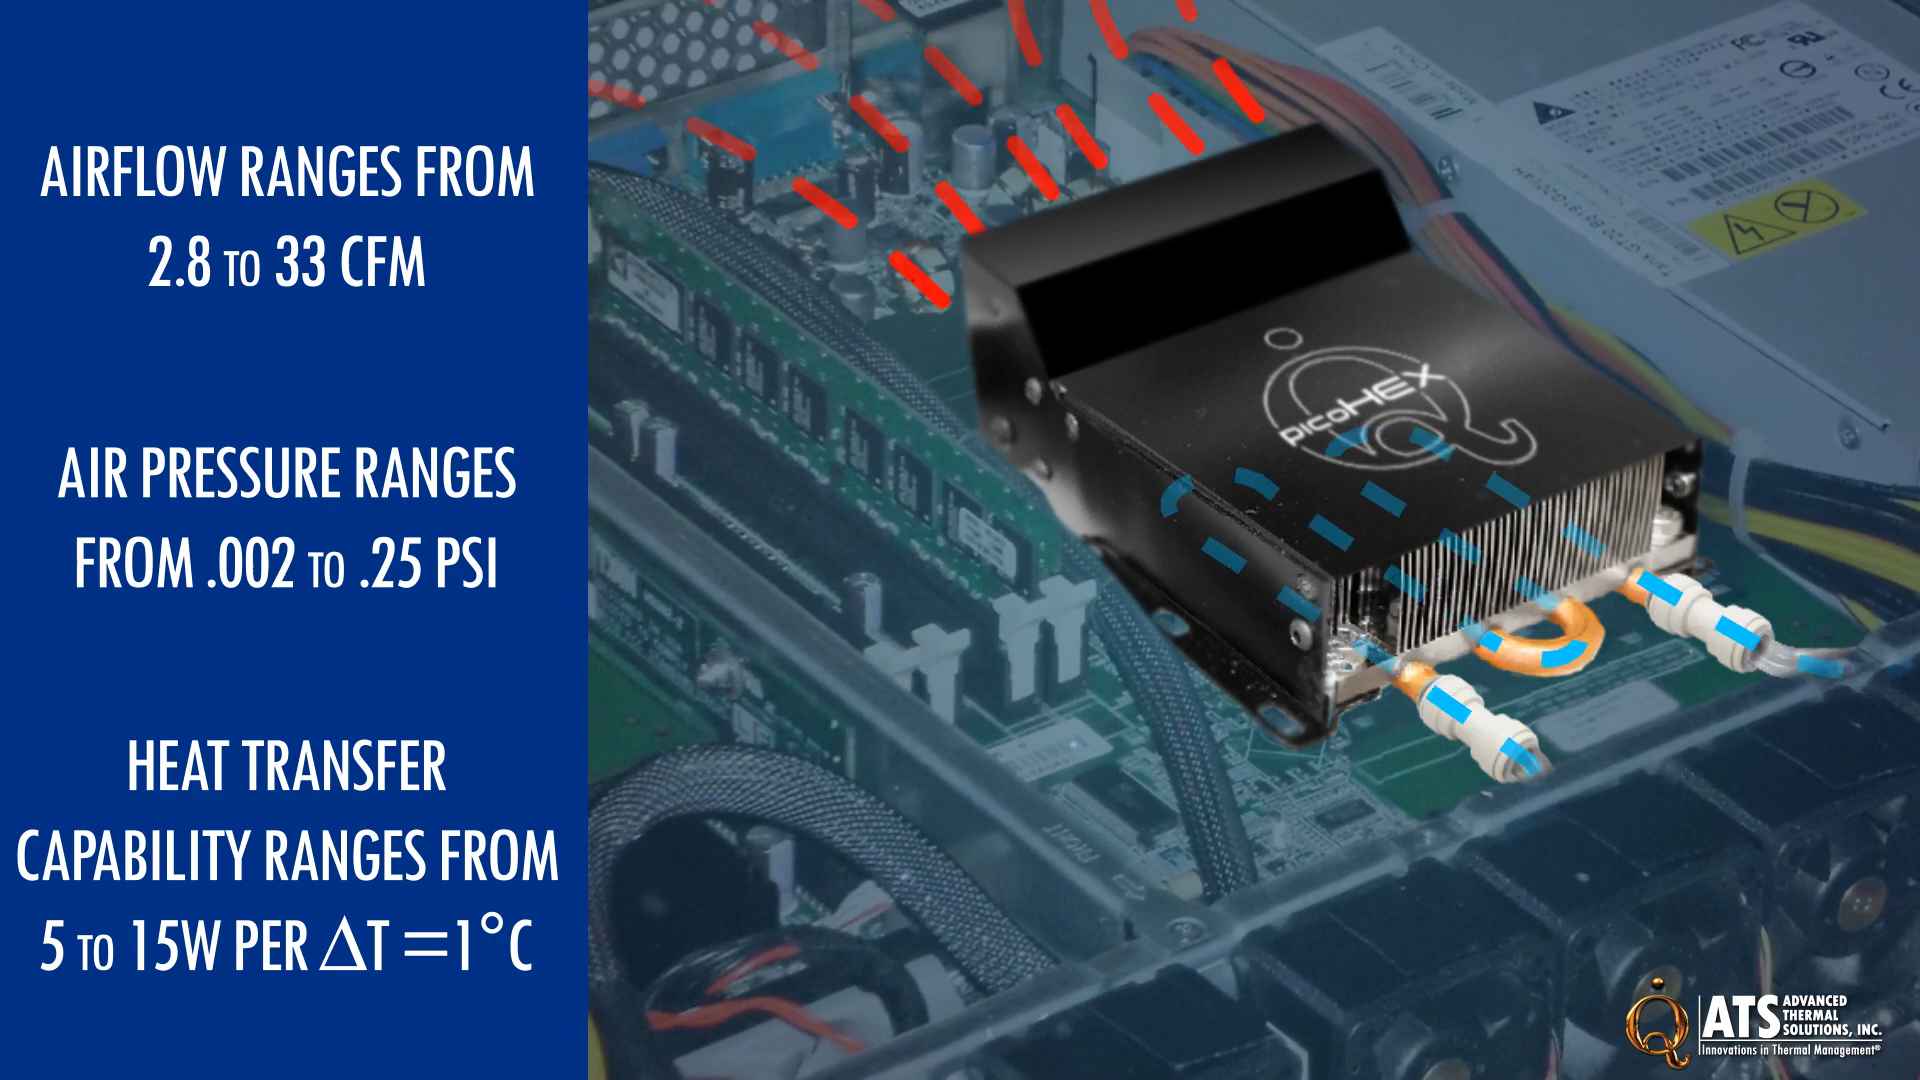 AIRFLOW RANGES FROM
2.8 TO 33 CFM
AIR PRESSURE RANGES
FROM .002 TO .25 PSI
HEAT TRANSFER
CAPABILITY RANGES FROM
5 TO 15W PER ΔT =1°C
picoHEX
ATS ADVANCED
THERMAL
SOLUTIONS, INC.
Innovations in Thermal Management®